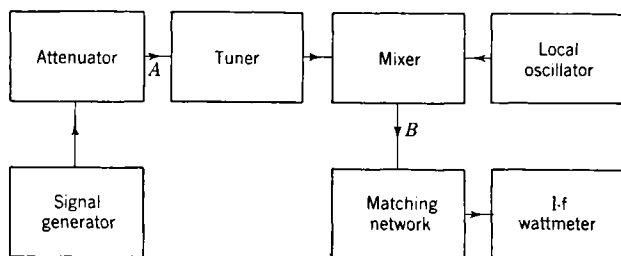 Attenuator
A
Tuner
Mixer
Local
oscillator
B
Signal
generator
Matching
network
I-f
wattmeter